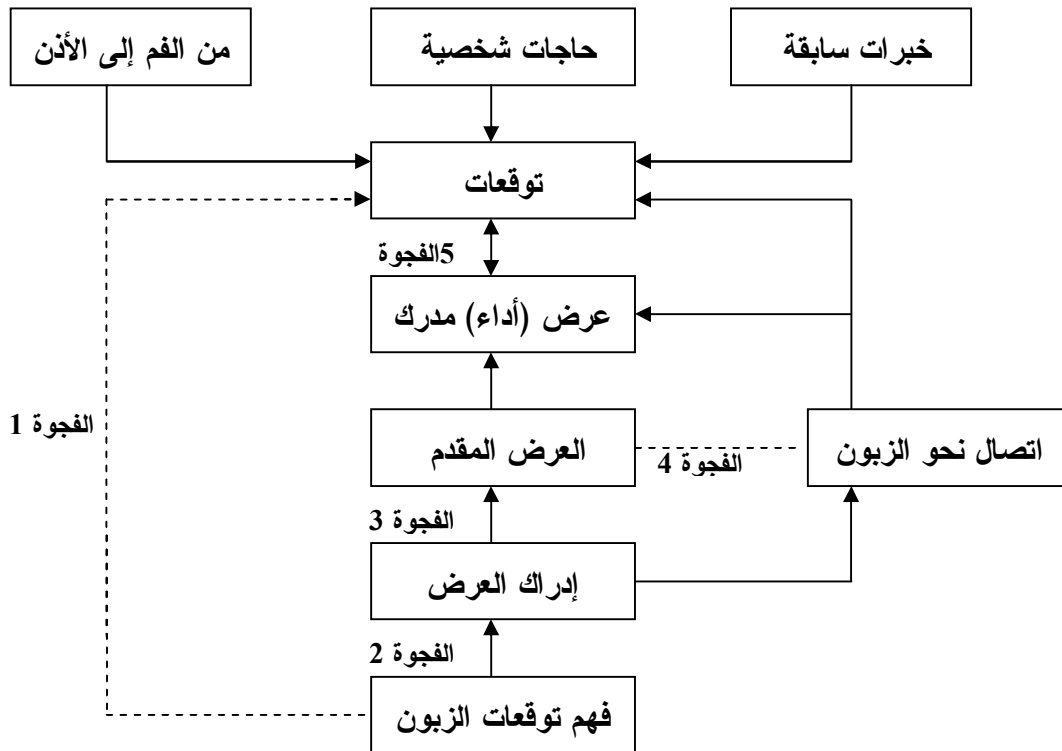 خبرات سابقة
حاجات شخصية
من الفم إلى الأذن
توقعات
5الفجوة
عرض (أداء) مدرك
الفجوة 1
العرض المقدم
الفجوة 4
اتصال نحو الزبون
الفجوة 3
إدراك العرض
الفجوة 2
فهم توقعات الزبون